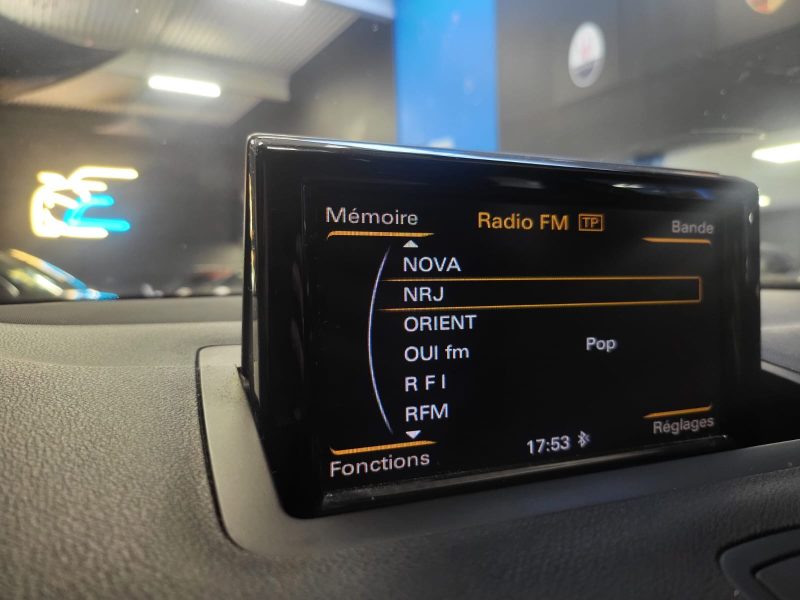 Mémoire
Radio FM TP
Bande
NOVA
NRJ
ORIENT
OUI fm Pop
R F I
RFM
Fonctions
17:53
Réglages